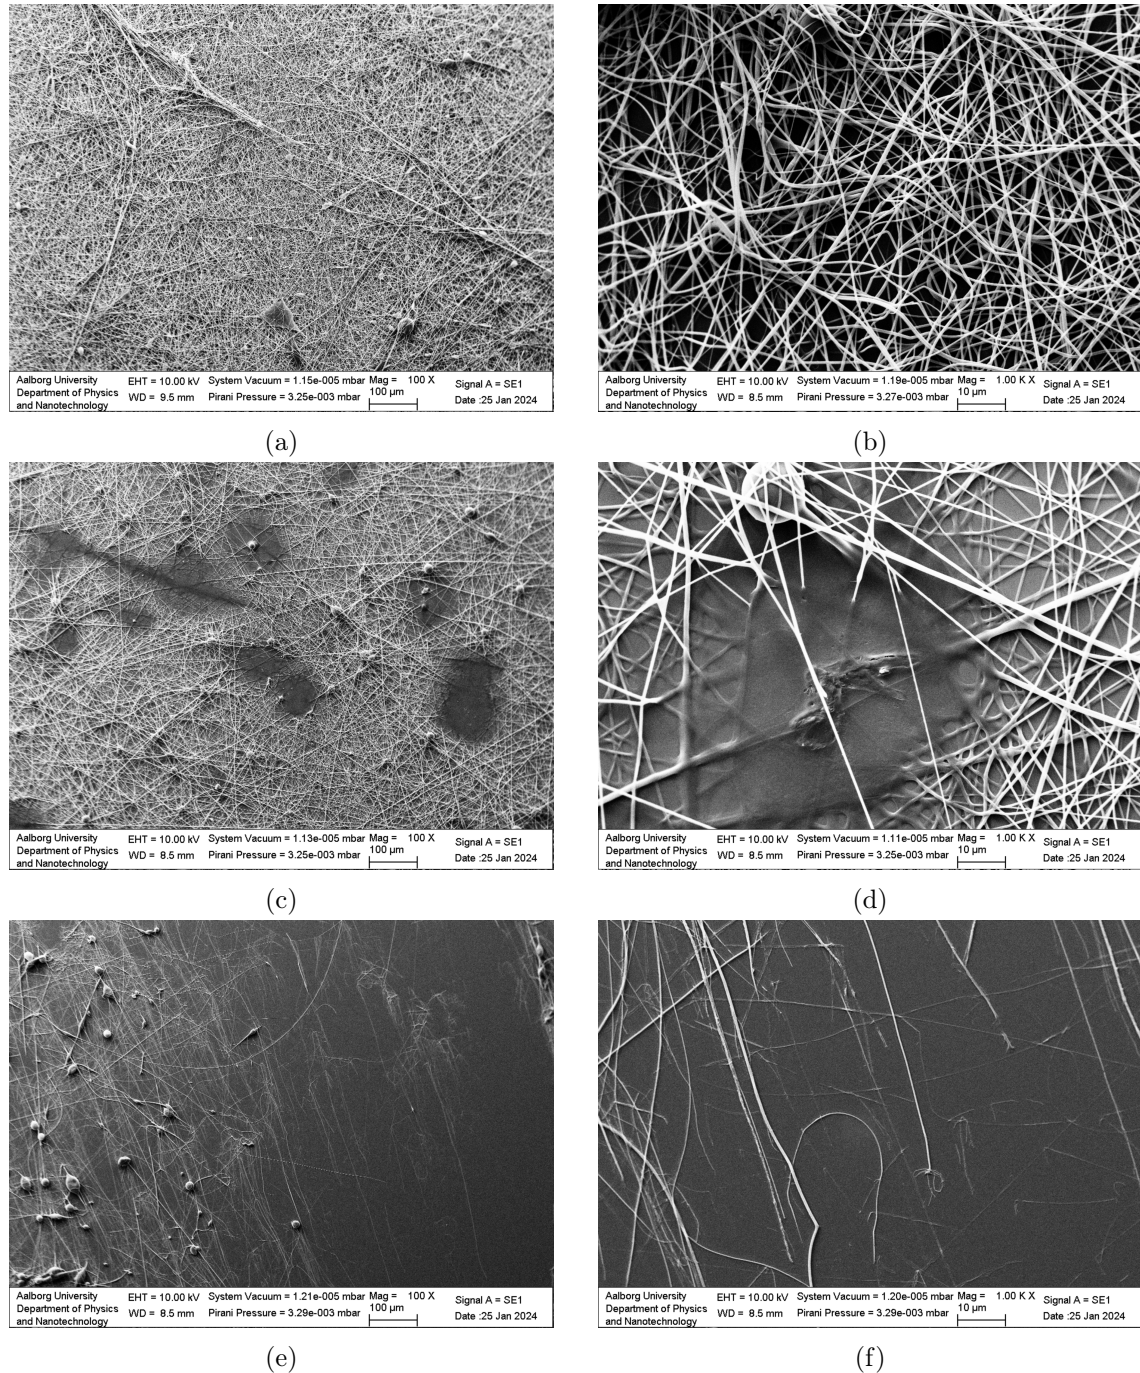 Aalborg University
Department of Physics
and Nanotechnology
EHT = 10.00 kV System Vacuum = 1.15e-005 mbar Mag = 100 X
WD = 9.5 mm Pirani Pressure = 3.25e-003 mbar 100 µm
Signal A = SE1
Date :25 Jan 2024
Aalborg University
Department of Physics
and Nanotechnology
EHT = 10.00 kV System Vacuum = 1.19e-005 mbar Mag = 1.00 K X
WD = 8.5 mm Pirani Pressure = 3.27e-003 mbar 10 µm
Signal A = SE1
Date :25 Jan 2024
(a)
(b)
Aalborg University
Department of Physics
and Nanotechnology
EHT = 10.00 kV System Vacuum = 1.13e-005 mbar Mag = 100 X
WD = 8.5 mm Pirani Pressure = 3.25e-003 mbar 100 µm
Signal A = SE1
Date :25 Jan 2024
Aalborg University
Department of Physics
and Nanotechnology
EHT = 10.00 kV System Vacuum = 1.11e-005 mbar Mag = 1.00 K X
WD = 8.5 mm Pirani Pressure = 3.25e-003 mbar 10 µm
Signal A = SE1
Date :25 Jan 2024
(c)
(d)
Aalborg University
Department of Physics
and Nanotechnology
EHT = 10.00 kV System Vacuum = 1.21e-005 mbar Mag = 100 X
WD = 8.5 mm Pirani Pressure = 3.29e-003 mbar 100 µm
Signal A = SE1
Date :25 Jan 2024
Aalborg University
Department of Physics
and Nanotechnology
EHT = 10.00 kV System Vacuum = 1.20e-005 mbar Mag = 1.00 K X
WD = 8.5 mm Pirani Pressure = 3.29e-003 mbar 10 µm
Signal A = SE1
Date :25 Jan 2024
(e)
(f)